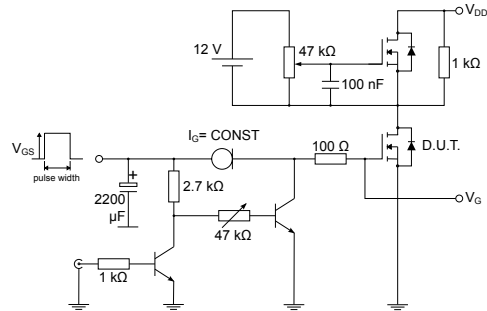 V_DD
12 V
47 kΩ
1 kΩ
100 nF
I_G= CONST
100 Ω
D.U.T.
V_GS
pulse width
+
2200
μF
2.7 kΩ
V_G
47 kΩ
1 kΩ